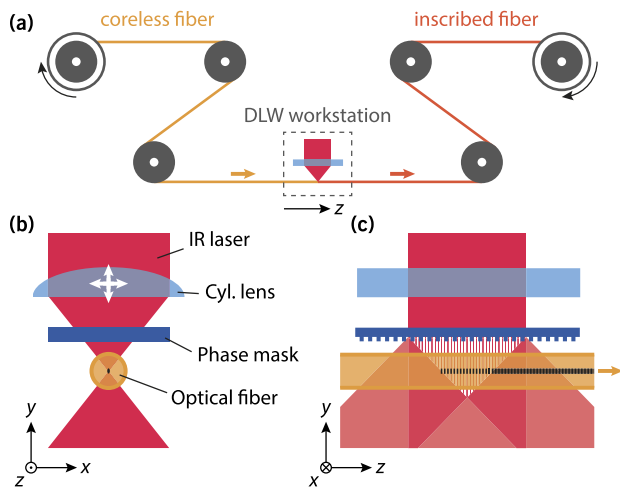 (a)
coreless fiber
inscribed fiber
DLW workstation
z
(b)
(c)
IR laser
Cyl. lens
Phase mask
Optical fiber
y
z
x
y
x
z